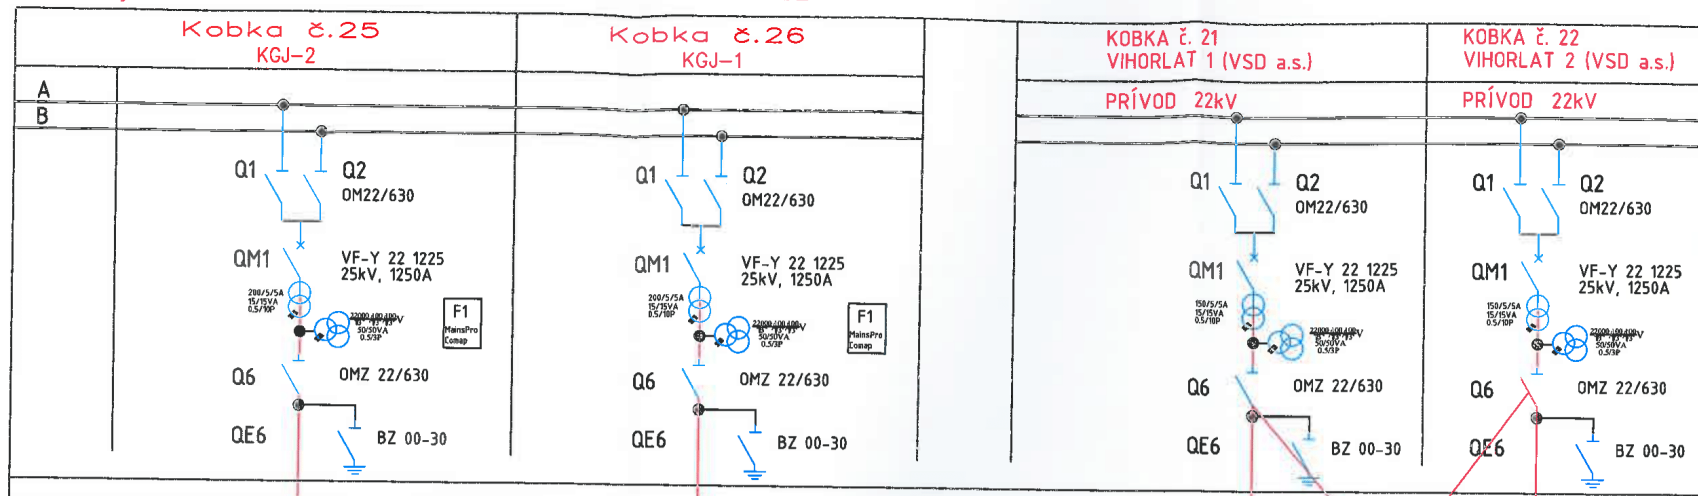 Kobka č.25
KGJ-2
Kobka č.26
KGJ-1
KOBKA č. 21
VIHORLAT 1 (VSD a.s.)
KOBKA č. 22
VIHORLAT 2 (VSD a.s.)
PRÍVOD 22kV
PRÍVOD 22kV
A
B
Q1
Q2
OM22/630
QM1
VF-Y 22 1225
25kV, 1250A
200/5/5A
15/15VA
0.5/10P
50/50VA
0.5/3P
F1
MainsPro
Comap
Q6
OMZ 22/630
QE6
BZ 00-30
Q1
Q2
OM22/630
QM1
VF-Y 22 1225
25kV, 1250A
200/5/5A
15/15VA
0.5/10P
50/50VA
0.5/3P
F1
MainsPro
Comap
Q6
OMZ 22/630
QE6
BZ 00-30
Q1
Q2
OM22/630
QM1
VF-Y 22 1225
25kV, 1250A
150/5/5A
15/15VA
0.5/10P
50/50VA
0.5/3P
Q6
OMZ 22/630
QE6
BZ 00-30
Q1
Q2
OM22/630
QM1
VF-Y 22 1225
25kV, 1250A
150/5/5A
15/15VA
0.5/10P
50/50VA
0.5/3P
Q6
OMZ 22/630
QE6
BZ 00-30